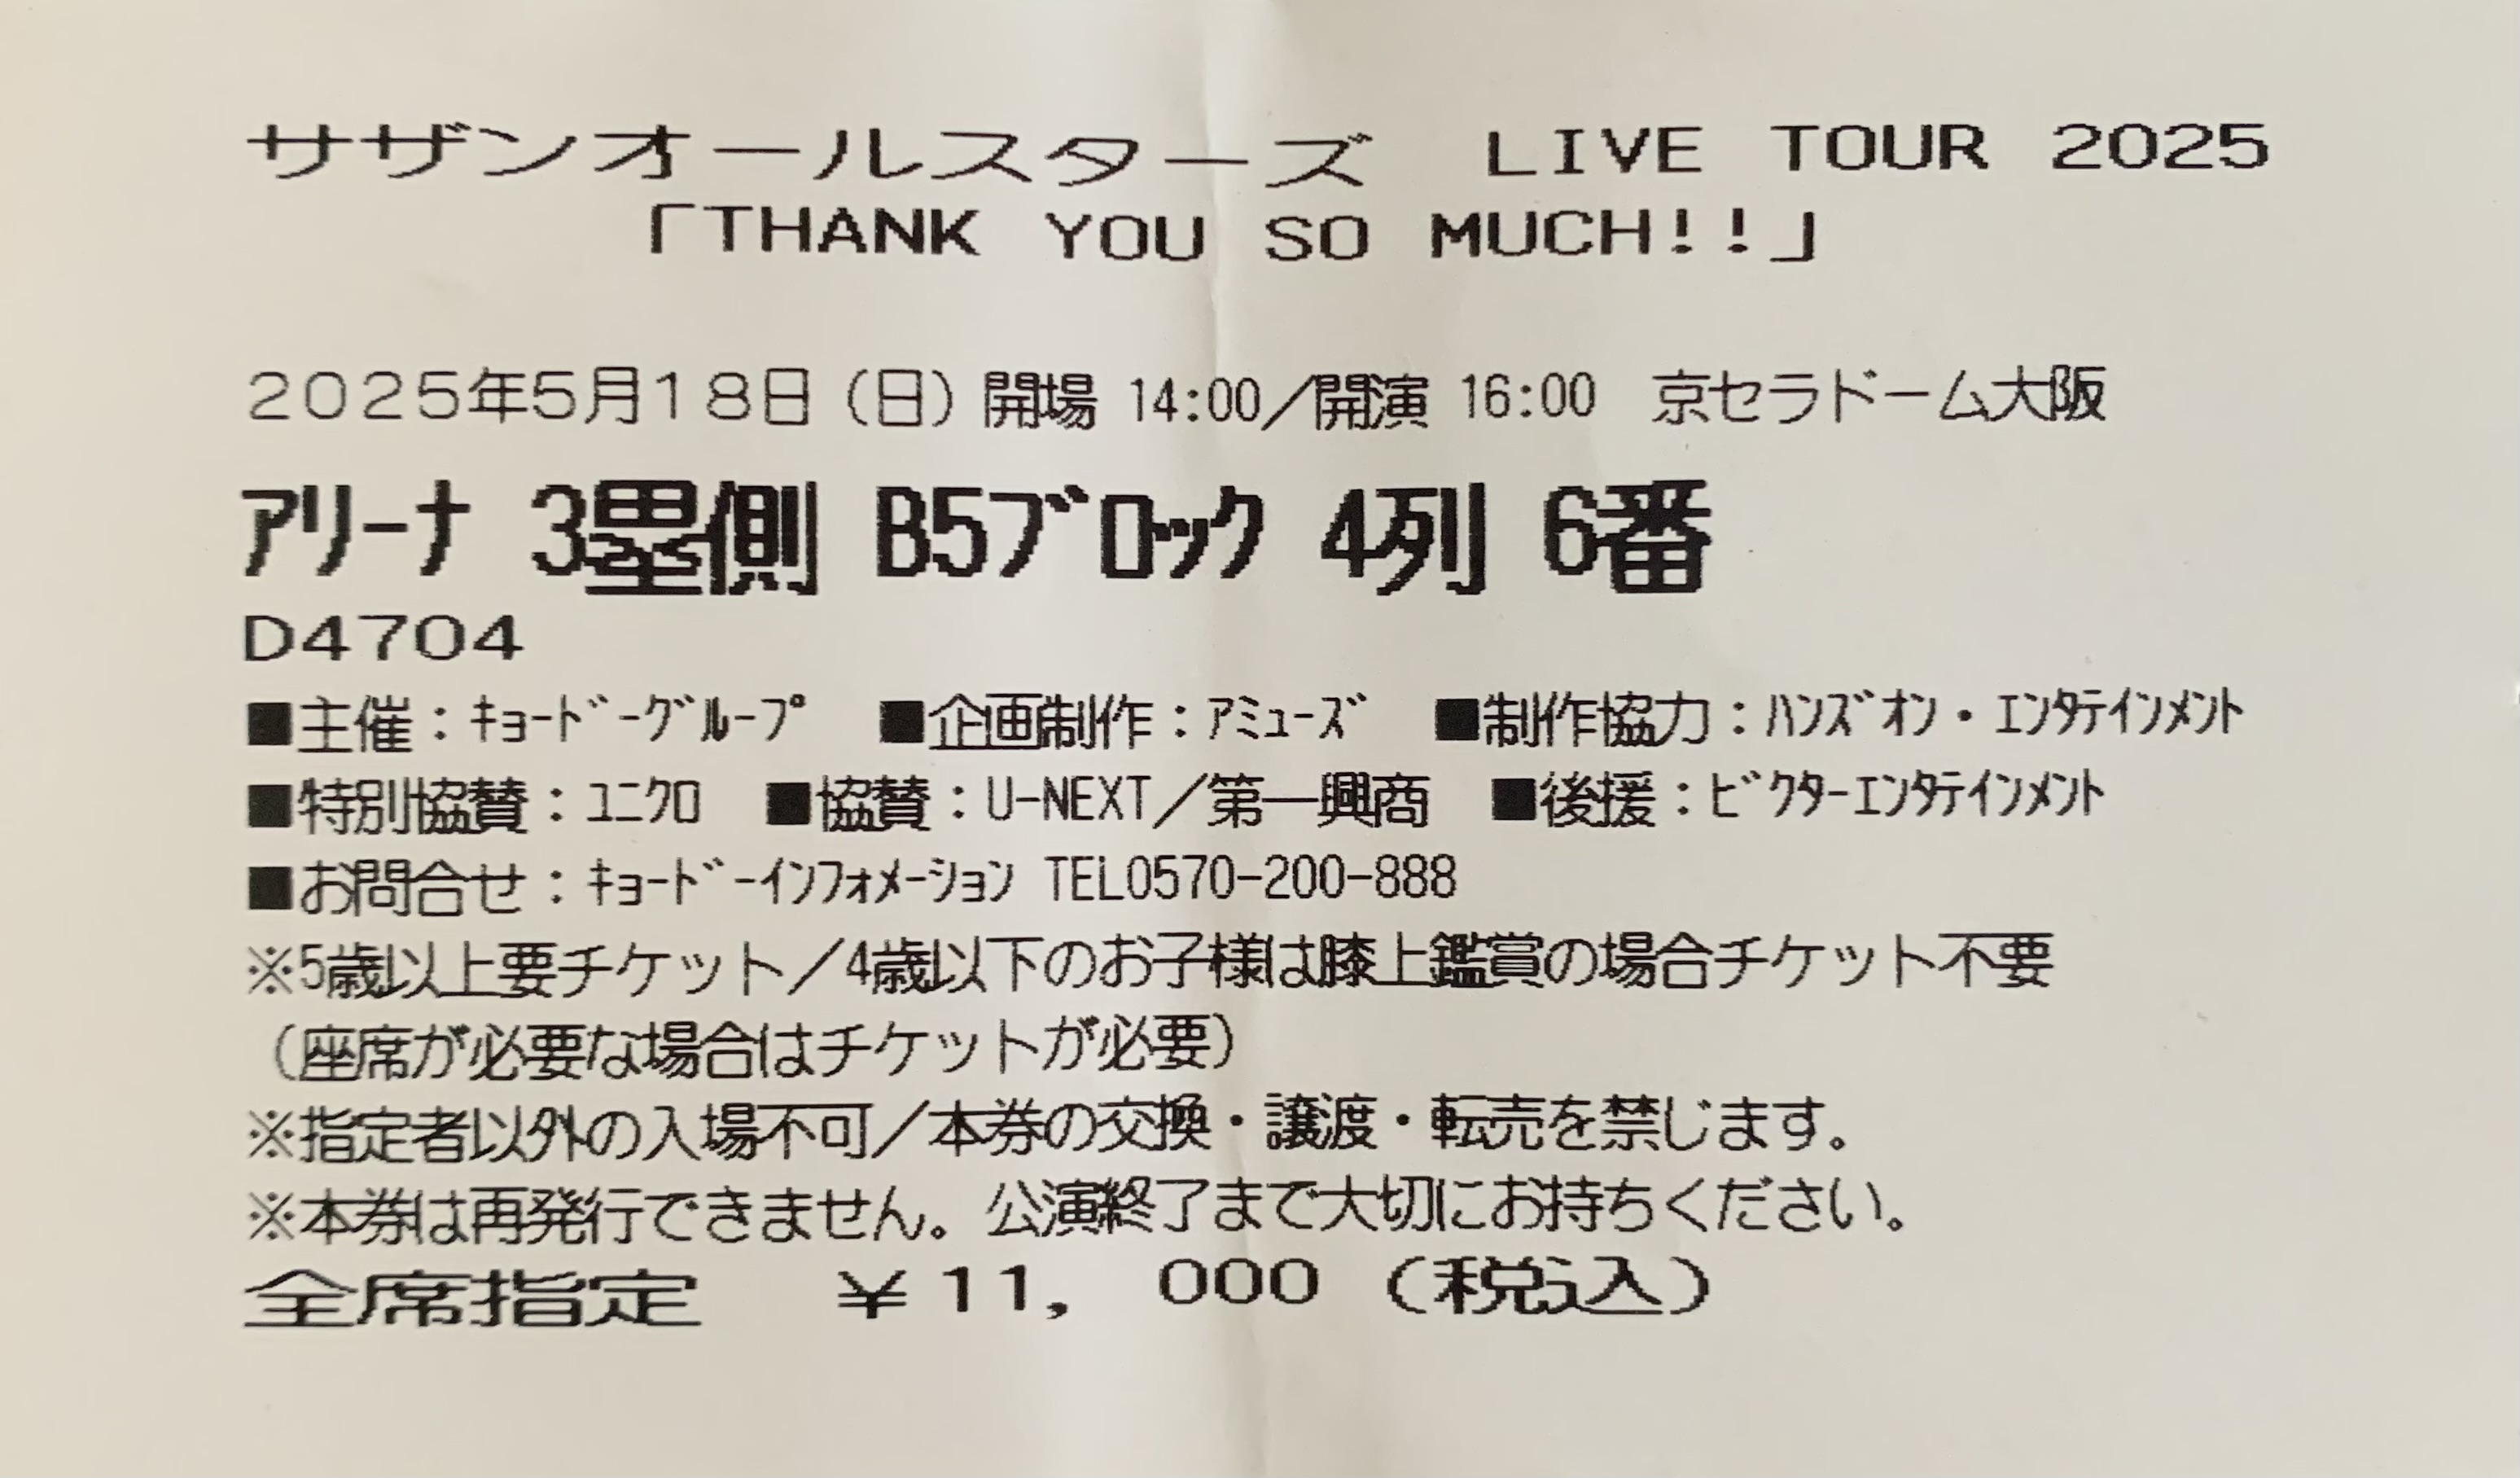 サザンオールスターズ LIVE TOUR 2025
「THANK YOU SO MUCH!!」
2025年5月18日(日)開場 14:00/開演 16:00 京セラドーム大阪
ｱﾘｰﾅ 3塁側 B5ﾌﾞﾛｯｸ 4列 6番
D4704
■主催：ｷｮｰﾄﾞｰｸﾞﾙｰﾌﾟ ■企画制作：ｱﾐｭｰｽﾞ ■制作協力：ﾊﾝｽﾞｵﾝ・ｴﾝﾀﾃｲﾝﾒﾝﾄ
■特別協賛：ﾕﾆｸﾛ ■協賛：U-NEXT／第一興商 ■後援：ﾋﾞｸﾀｰｴﾝﾀﾃｲﾝﾒﾝﾄ
■お問合せ：ｷｮｰﾄﾞｰｲﾝﾌｫﾒｰｼｮﾝ TEL0570-200-888
※5歳以上要チケット／4歳以下のお子様は膝上鑑賞の場合チケット不要
（座席が必要な場合はチケットが必要）
※指定者以外の入場不可／本券の交換・譲渡・転売を禁じます。
※本券は再発行できません。公演終了まで大切にお持ちください。
全席指定 ￥11,000（税込）